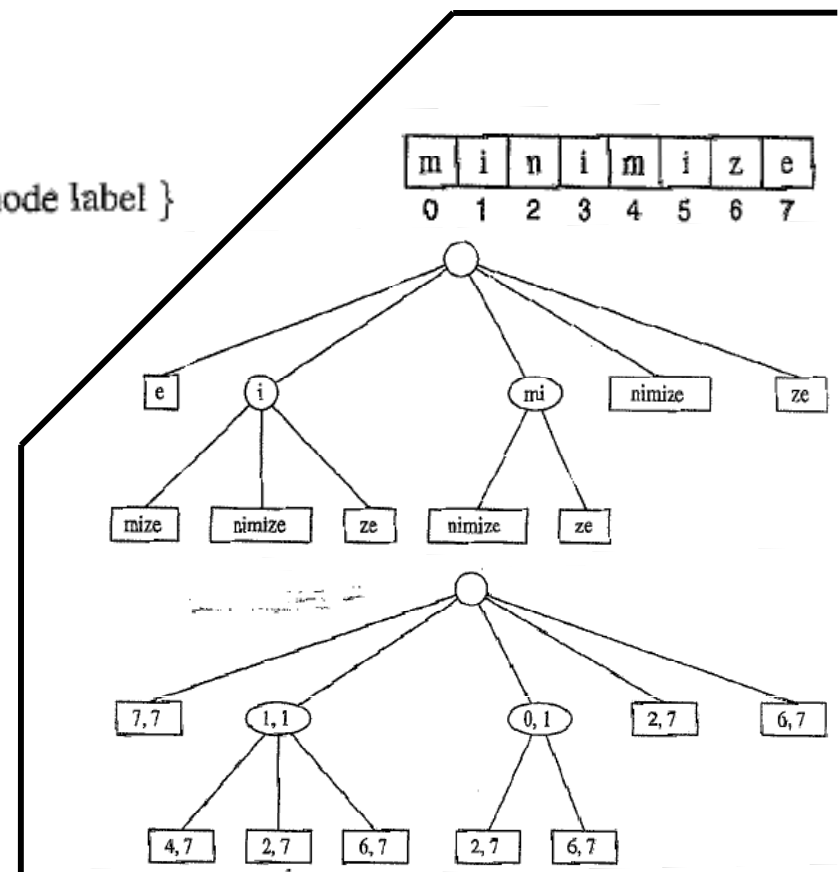 m i n i m i z e
ode label }
0 1 2 3 4 5 6 7
e i mi nimize ze
mize nimize ze nimize ze
7, 7 1, 1 0, 1 2, 7 6, 7
4, 7 2, 7 6, 7 2, 7 6, 7